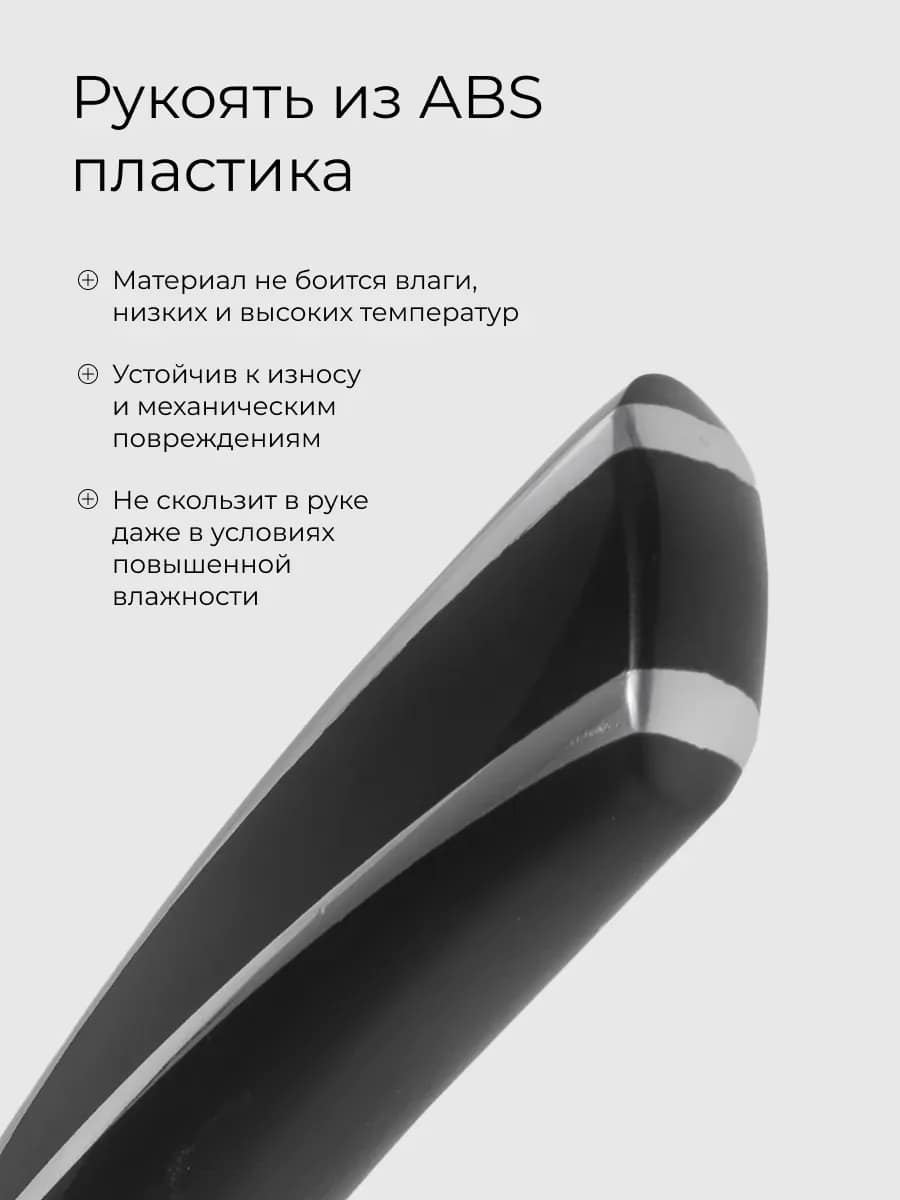 Рукоять из ABS
пластика
Материал не боится влаги,
низких и высоких температур
Устойчив к износу
и механическим
повреждениям
Не скользит в руке
даже в условиях
повышенной
влажности